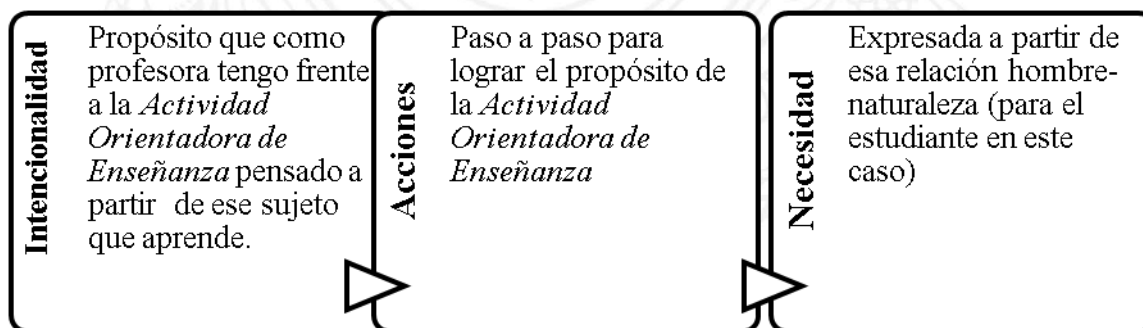 Intencionalidad
Propósito que como
profesora tengo frente
a la Actividad
Orientadora de
Enseñanza pensado a
partir de ese sujeto
que aprende.
Acciones
Paso a paso para
lograr el propósito de
la Actividad
Orientadora de
Enseñanza
Necesidad
Expresada a partir de
esa relación hombre-
naturaleza (para el
estudiante en este
caso)